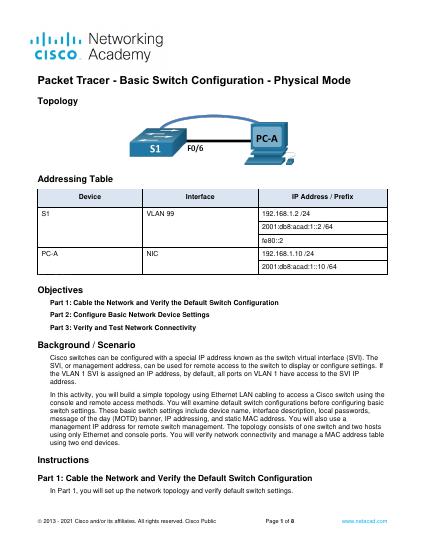 Networking
CISCO Academy
Packet Tracer - Basic Switch Configuration - Physical Mode
Topology
S1 F0/6 PC-A
Addressing Table
Device Interface IP Address / Prefix
S1 VLAN 99 192.168.1.2 /24
2001:db8:acad:1::2 /64
fe80::2
PC-A NIC 192.168.1.10 /24
2001:db8:acad:1::10 /64
Objectives
Part 1: Cable the Network and Verify the Default Switch Configuration
Part 2: Configure Basic Network Device Settings
Part 3: Verify and Test Network Connectivity
Background / Scenario
Cisco switches can be configured with a special IP address known as the switch virtual interface (SVI). The
SVI, or management address, can be used for remote access to the switch to display or configure settings. If
the VLAN 1 SVI is assigned an IP address, by default, all ports on VLAN 1 have access to the SVI IP
address.
In this activity, you will build a simple topology using Ethernet LAN cabling to access a Cisco switch using the
console and remote access methods. You will examine default switch configurations before configuring basic
switch settings. These basic switch settings include device name, interface description, local passwords,
message of the day (MOTD) banner, IP addressing, and static MAC address. You will also use a
management IP address for remote switch management. The topology consists of one switch and two hosts
using only Ethernet and console ports. You will verify network connectivity and manage a MAC address table
using two end devices.
Instructions
Part 1: Cable the Network and Verify the Default Switch Configuration
In Part 1, you will set up the network topology and verify default switch settings.
© 2013 - 2021 Cisco and/or its affiliates. All rights reserved. Cisco Public Page 1 of 8 www.netacad.com